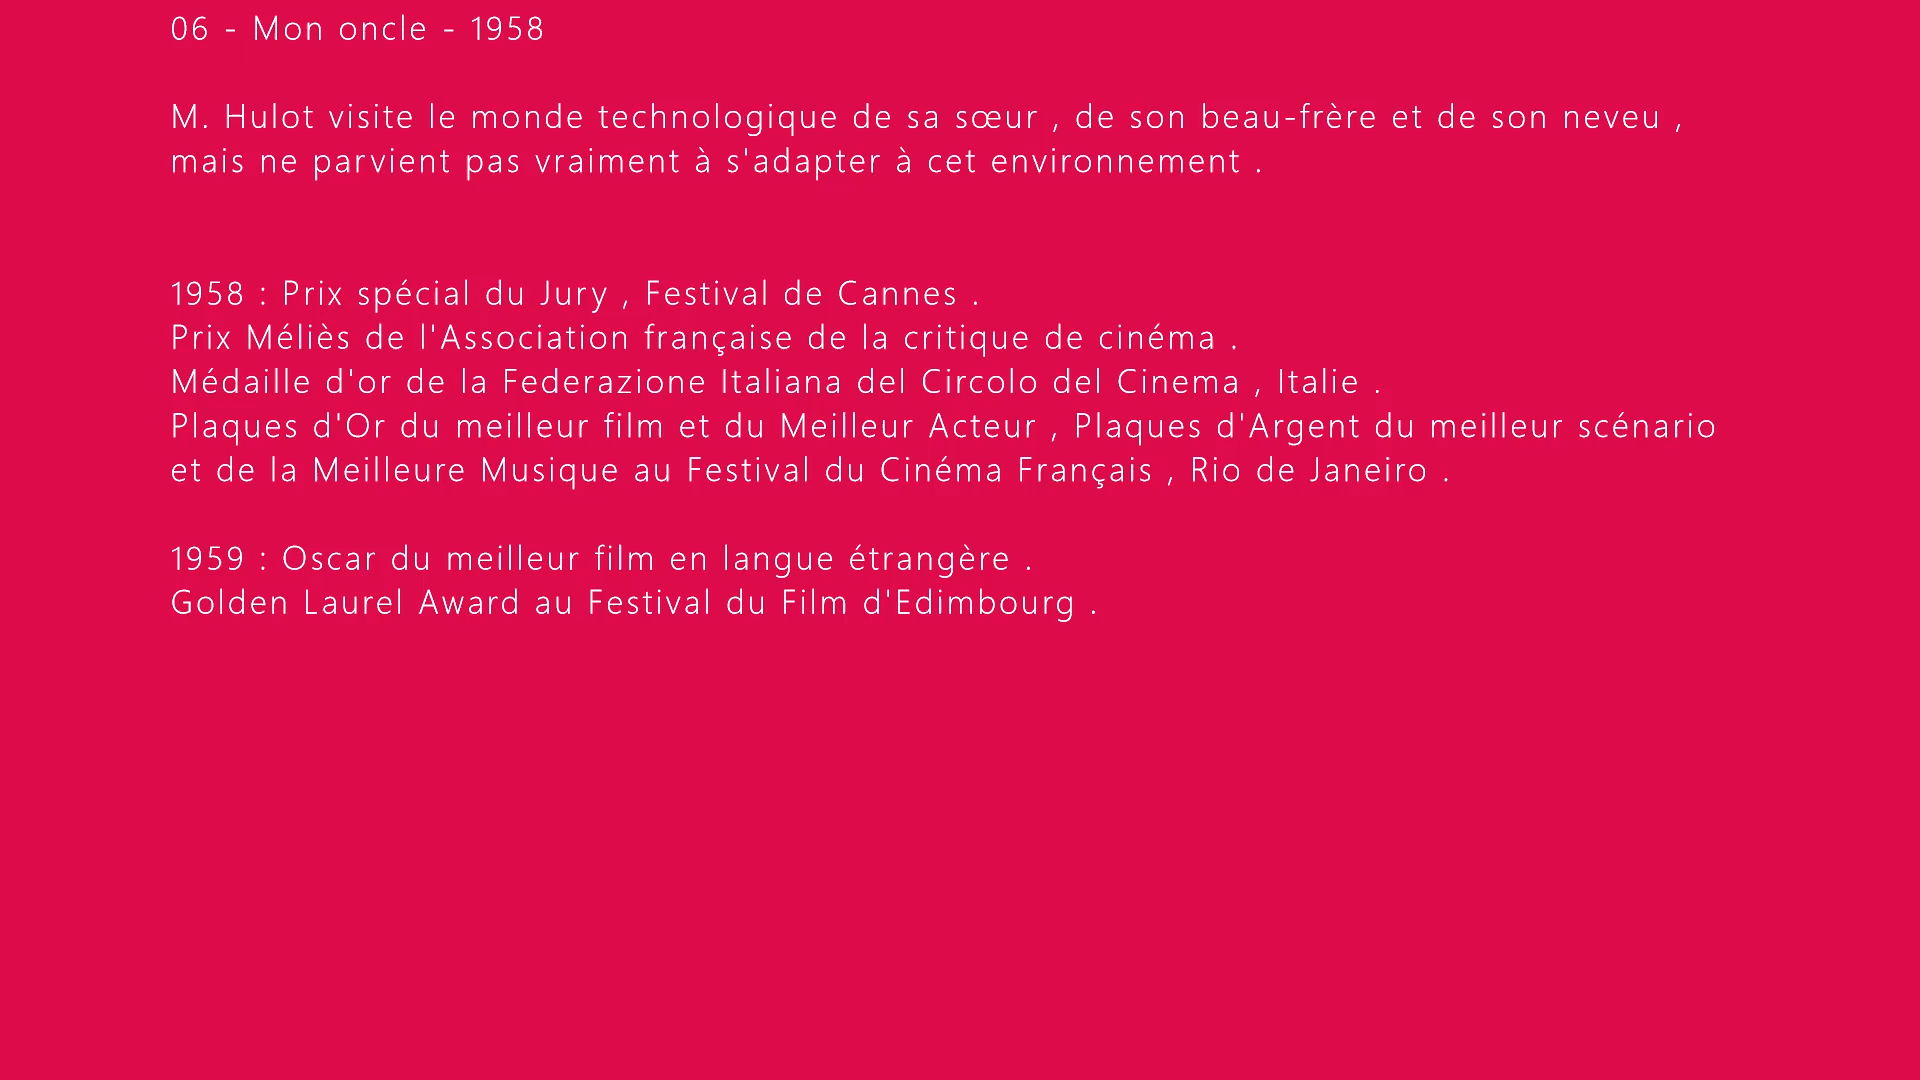 06 - Mon oncle - 1958
M. Hulot visite le monde technologique de sa sœur , de son beau-frère et de son neveu ,
mais ne parvient pas vraiment à s'adapter à cet environnement .
1958 : Prix spécial du Jury , Festival de Cannes .
Prix Méliès de l'Association française de la critique de cinéma .
Médaille d'or de la Federazione Italiana del Circolo del Cinema , Italie .
Plaques d'Or du meilleur film et du Meilleur Acteur , Plaques d'Argent du meilleur scénario
et de la Meilleure Musique au Festival du Cinéma Français , Rio de Janeiro .
1959 : Oscar du meilleur film en langue étrangère .
Golden Laurel Award au Festival du Film d'Edimbourg .